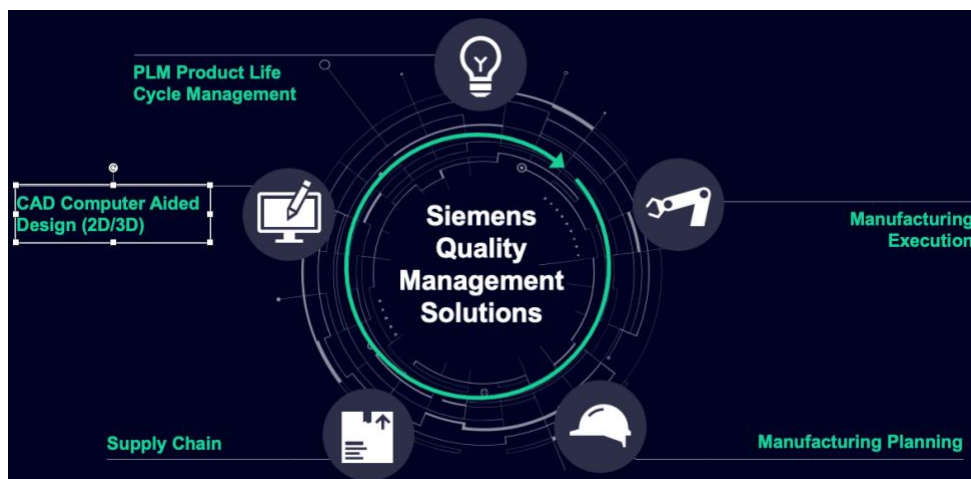 PLM Product Life
Cycle Management
CAD Computer Aided
Design (2D/3D)
Siemens
Quality
Management
Solutions
Manufacturing
Execution
Supply Chain
Manufacturing Planning